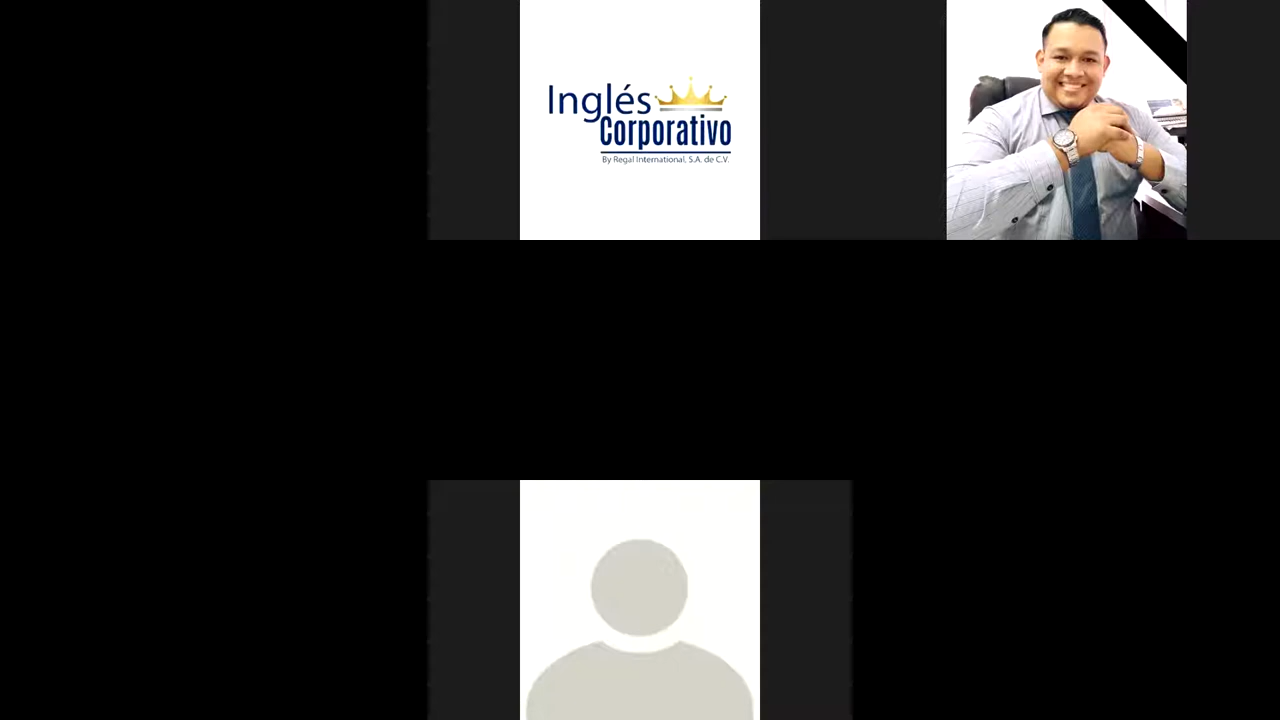 Inglés
Corporativo
By Regal International, S.A. de C.V.